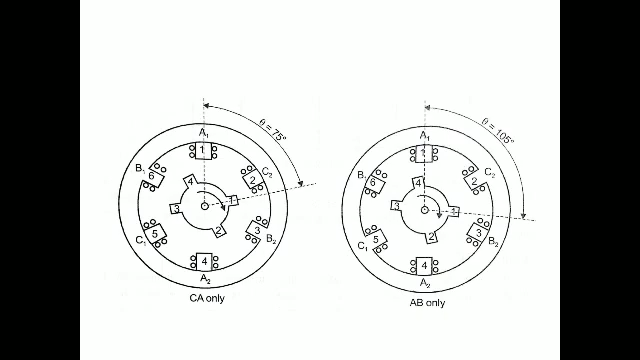 θ = 75°
A₁
1
B₁
6
C₂
2
4
1
3
2
C₁
5
3
B₂
4
A₂
CA only
θ = 105°
A₁
1
B₁
6
C₂
2
4
3
1
2
C₁
5
3
B₂
4
A₂
AB only